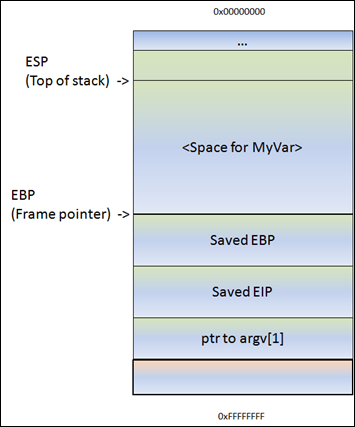 0x00000000
...
ESP
(Top of stack) ->
<Space for MyVar>
EBP
(Frame pointer) ->
Saved EBP
Saved EIP
ptr to argv[1]
0xFFFFFFFF